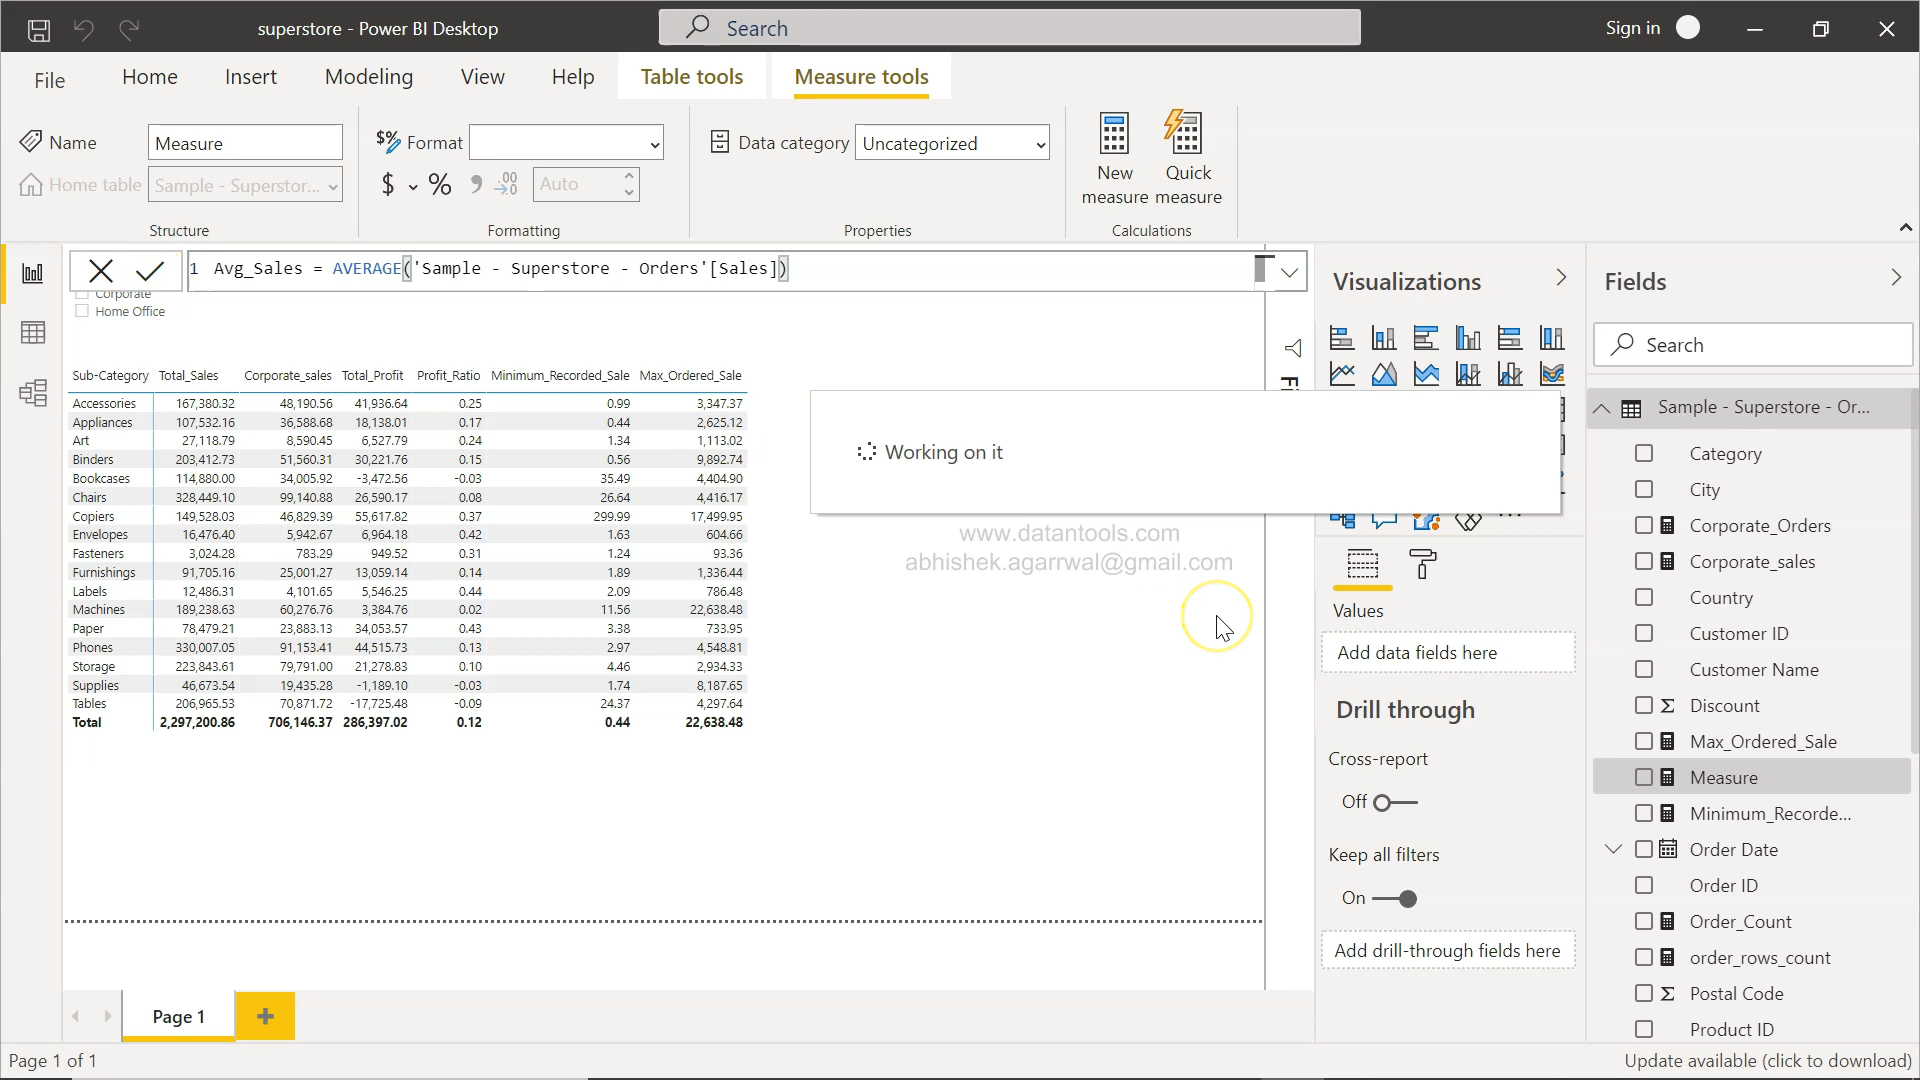 superstore - Power BI Desktop
Search
Sign in
File
Home
Insert
Modeling
View
Help
Table tools
Measure tools
Name
Measure
Home table
Sample - Superstor...
Structure
$% Format
$ % 9 .00 →.0
Auto
Formatting
Data category
Uncategorized
Properties
New measure
Quick measure
Calculations
1 Avg_Sales = AVERAGE('Sample - Superstore - Orders'[Sales])
Corporate
Home Office
Sub-Category Total_Sales Corporate_sales Total_Profit Profit_Ratio Minimum_Recorded_Sale Max_Ordered_Sale
Accessories 167,380.32 48,190.56 41,936.64 0.25 0.99 3,347.37
Appliances 107,532.16 36,588.68 18,138.01 0.17 0.44 2,625.12
Art 27,118.79 8,590.45 6,527.79 0.24 1.34 1,113.02
Binders 203,412.73 51,560.31 30,221.76 0.15 0.56 9,892.74
Bookcases 114,880.00 34,005.92 -3,472.56 -0.03 35.49 4,404.90
Chairs 328,449.10 99,140.88 26,590.17 0.08 26.64 4,416.17
Copiers 149,528.03 46,829.39 55,617.82 0.37 299.99 17,499.95
Envelopes 16,476.40 5,942.67 6,964.18 0.42 1.63 604.66
Fasteners 3,024.28 783.29 949.52 0.31 1.24 93.36
Furnishings 91,705.16 25,001.27 13,059.14 0.14 1.89 1,336.44
Labels 12,486.31 4,101.65 5,546.25 0.44 2.09 786.48
Machines 189,238.63 60,276.76 3,384.76 0.02 11.56 22,638.48
Paper 78,479.21 23,883.13 34,053.57 0.43 3.38 733.95
Phones 330,007.05 91,153.41 44,515.73 0.13 2.97 4,548.81
Storage 223,843.61 79,791.00 21,278.83 0.10 4.46 2,934.33
Supplies 46,673.54 19,435.28 -1,189.10 -0.03 1.74 8,187.65
Tables 206,965.53 70,871.72 -17,725.48 -0.09 24.37 4,297.64
Total 2,297,200.86 706,146.37 286,397.02 0.12 0.44 22,638.48
Working on it
www.datantools.com
abhishek.agarrwal@gmail.com
Visualizations
Values
Add data fields here
Drill through
Cross-report
Off
Keep all filters
On
Add drill-through fields here
Fields
Search
Sample - Superstore - Or...
Category
City
Corporate_Orders
Corporate_sales
Country
Customer ID
Customer Name
Σ Discount
Max_Ordered_Sale
Measure
Minimum_Recorde...
Order Date
Order ID
Order_Count
order_rows_count
Σ Postal Code
Product ID
Page 1
Page 1 of 1
Update available (click to download)